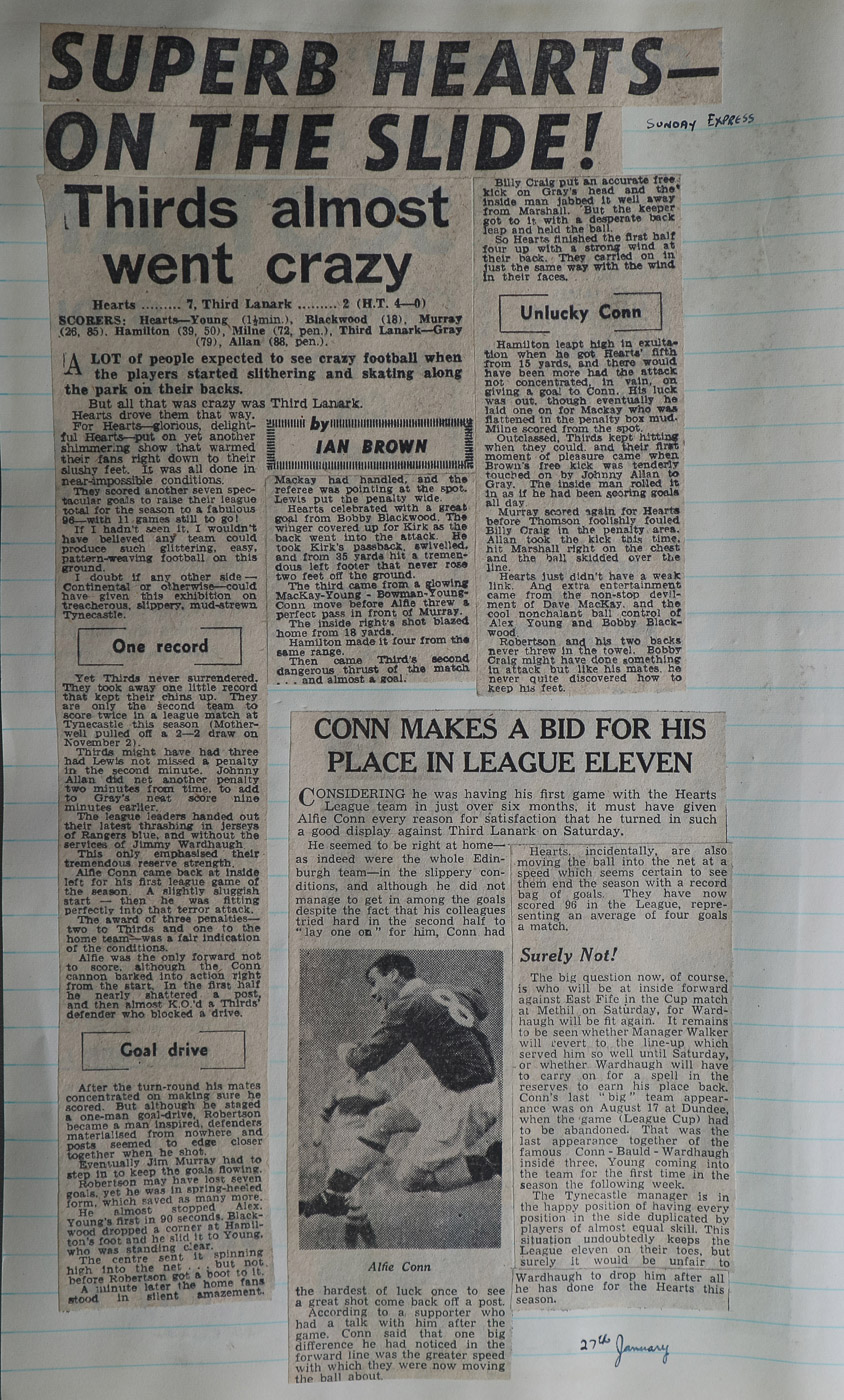 SUPERB HEARTS—
ON THE SLIDE!
SUNDAY EXPRESS
Thirds almost
went crazy
Hearts ......... 7, Third Lanark ......... 2 (H.T. 4—0)
SCORERS: Hearts—Young (1½min.), Blackwood (18), Murray
(26, 85). Hamilton (39, 50), Milne (72, pen.), Third Lanark—Gray
(79), Allan (88, pen.).
A LOT of people expected to see crazy football when
the players started slithering and skating along
the park on their backs.
But all that was crazy was Third Lanark.
Hearts drove them that way.
For Hearts—glorious, delight-
ful Hearts—put on yet another
shimmering show that warmed
their fans right down to their
slushy feet. It was all done in
near-impossible conditions.
They scored another seven spec-
tacular goals to raise their league
total for the season to a fabulous
96—with 11 games still to go!
If I hadn't seen it, I wouldn't
have believed any team could
produce such glittering, easy,
pattern-weaving football on this
ground.
I doubt if any other side—
Continental or otherwise—could
have given this exhibition on
treacherous, slippery, mud-strewn
Tynecastle.
One record
Yet Thirds never surrendered.
They took away one little record
that kept their chins up. They
are only the second team to
score twice in a league match at
Tynecastle this season (Mother-
well pulled off a 2—2 draw on
November 2).
Thirds might have had three
had Lewis not missed a penalty
in the second minute. Johnny
Allan did net another penalty
two minutes from time, to add
to Gray's neat score nine
minutes earlier.
The league leaders handed out
their latest thrashing in jerseys
of Rangers blue, and without the
services of Jimmy Wardhaugh
This only emphasised their
tremendous reserve strength.
Alfie Conn came back at inside
left for his first league game of
the season. A slightly sluggish
start — then he was fitting
perfectly into that terror attack.
The award of three penalties—
two to Thirds and one to the
home team—was a fair indication
of the conditions.
Alfie was the only forward not
to score, although the Conn
cannon barked into action right
from the start. In the first half
he nearly shattered a post,
and then almost K.O.'d a Thirds'
defender who blocked a drive.
Goal drive
After the turn-round his mates
concentrated on making sure he
scored. But although he staged
a one-man goal-drive, Robertson
became a man inspired, defenders
materialised from nowhere and
posts seemed to edge closer
together when he shot.
Eventually Jim Murray had to
step in to keep the goals flowing.
Robertson may have lost seven
goals, yet he was in spring-heeled
form, which saved as many more.
He almost stopped Alex.
Young's first in 90 seconds. Black-
wood dropped a corner at Hamil-
ton's foot and he slid it to Young,
who was standing clear.
The centre sent it spinning
high into the net . . . but not
before Robertson got a boot to it.
A minute later the home fans
stood in silent amazement.
by
IAN BROWN
Mackay had handled, and the
referee was pointing at the spot.
Lewis put the penalty wide.
Hearts celebrated with a great
goal from Bobby Blackwood. The
winger covered up for Kirk as the
back went into the attack. He
took Kirk's passback, swivelled,
and from 35 yards hit a tremen-
dous left footer that never rose
two feet off the ground.
The third came from a glowing
MacKay-Young-Bowman-Young-
Conn move before Alfie threw a
perfect pass in front of Murray.
The inside right's shot blazed
home from 18 yards.
Hamilton made it four from the
same range.
Then came Third's second
dangerous thrust of the match
. . . and almost a goal.
Billy Craig put an accurate free
kick on Gray's head and the
inside man jabbed it well away
from Marshall. But the keeper
got to it with a desperate back
leap and held the ball.
So Hearts finished the first half
four up with a strong wind at
their back. They carried on in
just the same way with the wind
in their faces.
Unlucky Conn
Hamilton leapt high in exulta-
tion when he got Hearts' fifth
from 15 yards, and there would
have been more had the attack
not concentrated, in vain, on
giving a goal to Conn. His luck
was out, though eventually he
laid one on for Mackay who was
flattened in the penalty box mud.
Milne scored from the spot.
Outclassed, Thirds kept hitting
when they could, and their first
moment of pleasure came when
Brown's free kick was tenderly
touched on by Johnny Allan to
Gray. The inside man rolled it
in as if he had been scoring goals
all day.
Murray scored again for Hearts
before Thomson foolishly fouled
Billy Craig in the penalty area.
Allan took the kick this time,
hit Marshall right on the chest
and the ball skidded over the
line.
Hearts just didn't have a weak
link. And extra entertainment
came from the non-stop devil-
ment of Dave MacKay, and the
cool nonchalent ball control of
Alex Young and Bobby Black-
wood.
Robertson and his two backs
never threw in the towel. Bobby
Craig might have done something
in attack but like his mates, he
never quite discovered how to
keep his feet.
CONN MAKES A BID FOR HIS
PLACE IN LEAGUE ELEVEN
CONSIDERING he was having his first game with the Hearts
League team in just over six months, it must have given
Alfie Conn every reason for satisfaction that he turned in such
a good display against Third Lanark on Saturday.
He seemed to be right at home—
as indeed were the whole Edin-
burgh team—in the slippery con-
ditions, and although he did not
manage to get in among the goals
despite the fact that his colleagues
tried hard in the second half to
"lay one on" for him, Conn had
8
Alfie Conn
the hardest of luck once to see
a great shot come back off a post.
According to a supporter who
had a talk with him after the
game, Conn said that one big
difference he had noticed in the
forward line was the greater speed
with which they were now moving
the ball about.
Hearts, incidentally, are also
moving the ball into the net at a
speed which seems certain to see
them end the season with a record
bag of goals. They have now
scored 96 in the League, repre-
senting an average of four goals
a match.
Surely Not!
The big question now, of course,
is who will be at inside forward
against East Fife in the Cup match
at Methil on Saturday, for Ward-
haugh will be fit again. It remains
to be seen whether Manager Walker
will revert to the line-up which
served him so well until Saturday,
or whether Wardhaugh will have
to carry on for a spell in the
reserves to earn his place back.
Conn's last "big" team appear-
ance was on August 17 at Dundee,
when the game (League Cup) had
to be abandoned. That was the
last appearance together of the
famous Conn-Bauld-Wardhaugh
inside three, Young coming into
the team for the first time in the
season the following week.
The Tynecastle manager is in
the happy position of having every
position in the side duplicated by
players of almost equal skill. This
situation undoubtedly keeps the
League eleven on their toes, but
surely it would be unfair to
Wardhaugh to drop him after all
he has done for the Hearts this
season.
27th January